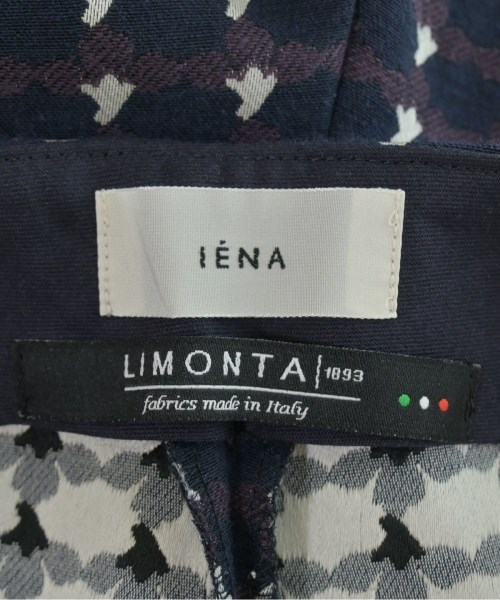 IÉNA
LIMONTA | 1893
fabrics made in Italy